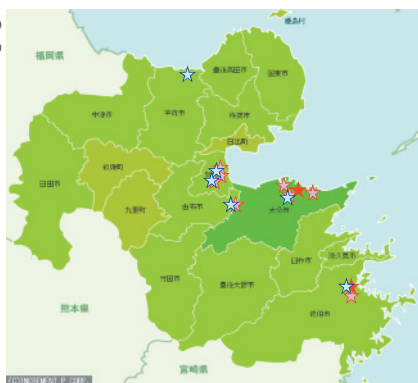 姫島村
福岡県
豊後高田市
国東市
中津市
宇佐市
杵築市
日出町
玖珠町
日田市
九重町
由布市
大分市
臼杵市
津久見市
竹田市
豊後大野市
佐伯市
熊本県
宮崎県
(C)INCREMENT P CORP.